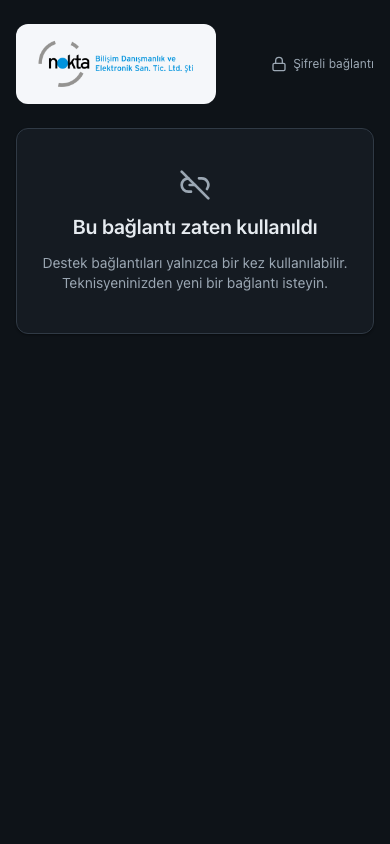 nokta
Bilişim Danışmanlık ve
Elektronik San. Tic. Ltd. Şti
Şifreli bağlantı
Bu bağlantı zaten kullanıldı
Destek bağlantıları yalnızca bir kez kullanılabilir.
Teknisyeninizden yeni bir bağlantı isteyin.